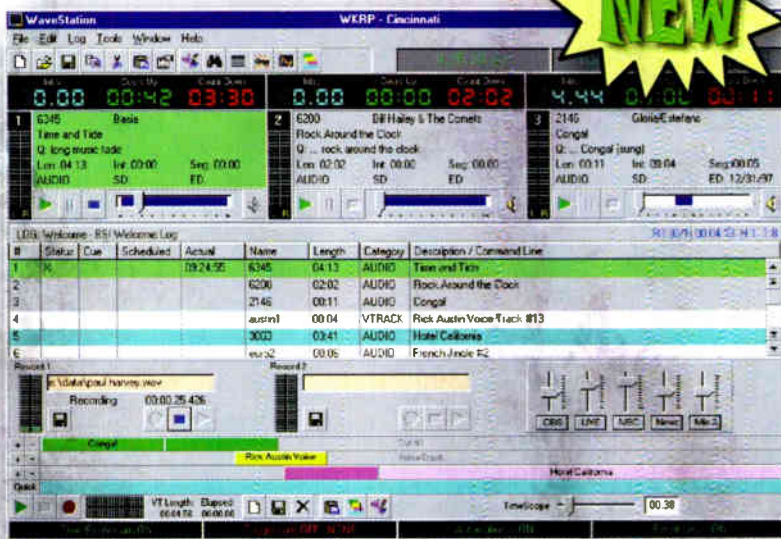 WaveStation WKRP - Cincinnati
NEW
File Edit Log Tools Window Help
0.00 00:42 03:30
0.00 00:00 02:02
4.44
1 6345 Basia
Time and Tide
Q: long music fade
Len: 04:13 Int: 00:00 Seg: 00:00
AUDIO SD: ED:
2 6200 Bill Hailey & The Comets
Rock Around the Clock
Q: ... rock around the clock
Len: 02:02 Int: 00:00 Seg: 00:00
AUDIO SD: ED:
3 2146 Gloria Estefans
Conga!
Q: ... Conga! (sung)
Len: 00:11 Int: 09:04 Seg: 00:05
AUDIO SD: ED: 12/31/97
LOG: Welcome - BSI Welcome Log
# Status Cue Scheduled Actual Name Length Category Description / Command Line
1 X 09:24:55 6345 04:13 AUDIO Time and Tide
2 6200 02:02 AUDIO Rock Around the Clock
3 2146 00:11 AUDIO Conga!
4 austin1 00:04 VTRACK Rick Austin Voice Track #13
5 3003 03:41 AUDIO Hotel California
6 euro2 00:06 AUDIO French Jingle #2
Record 1
e:\data\paul harvey.wav
Recording 00:00:25.426
Record 2
CBS LIVE NBC News Mix 3
Conga!
Rick Austin Voice
Hotel California
Quick
VT Length: Elapsed:
TimeScope - 00:38